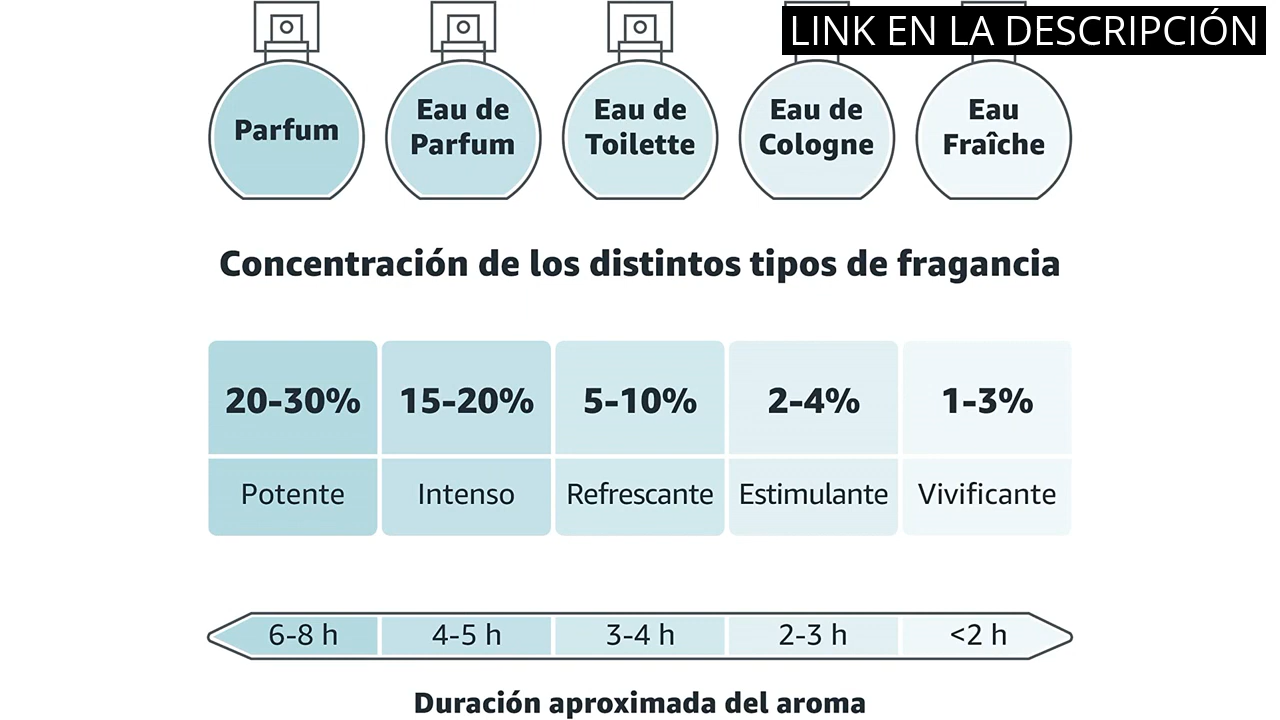 LINK EN LA DESCRIPCIÓN
Parfum
Eau de
Parfum
Eau de
Toilette
Eau de
Cologne
Eau
Fraîche
Concentración de los distintos tipos de fragancia
20-30% 15-20% 5-10% 2-4% 1-3%
Potente Intenso Refrescante Estimulante Vivificante
6-8 h 4-5 h 3-4 h 2-3 h <2 h
Duración aproximada del aroma